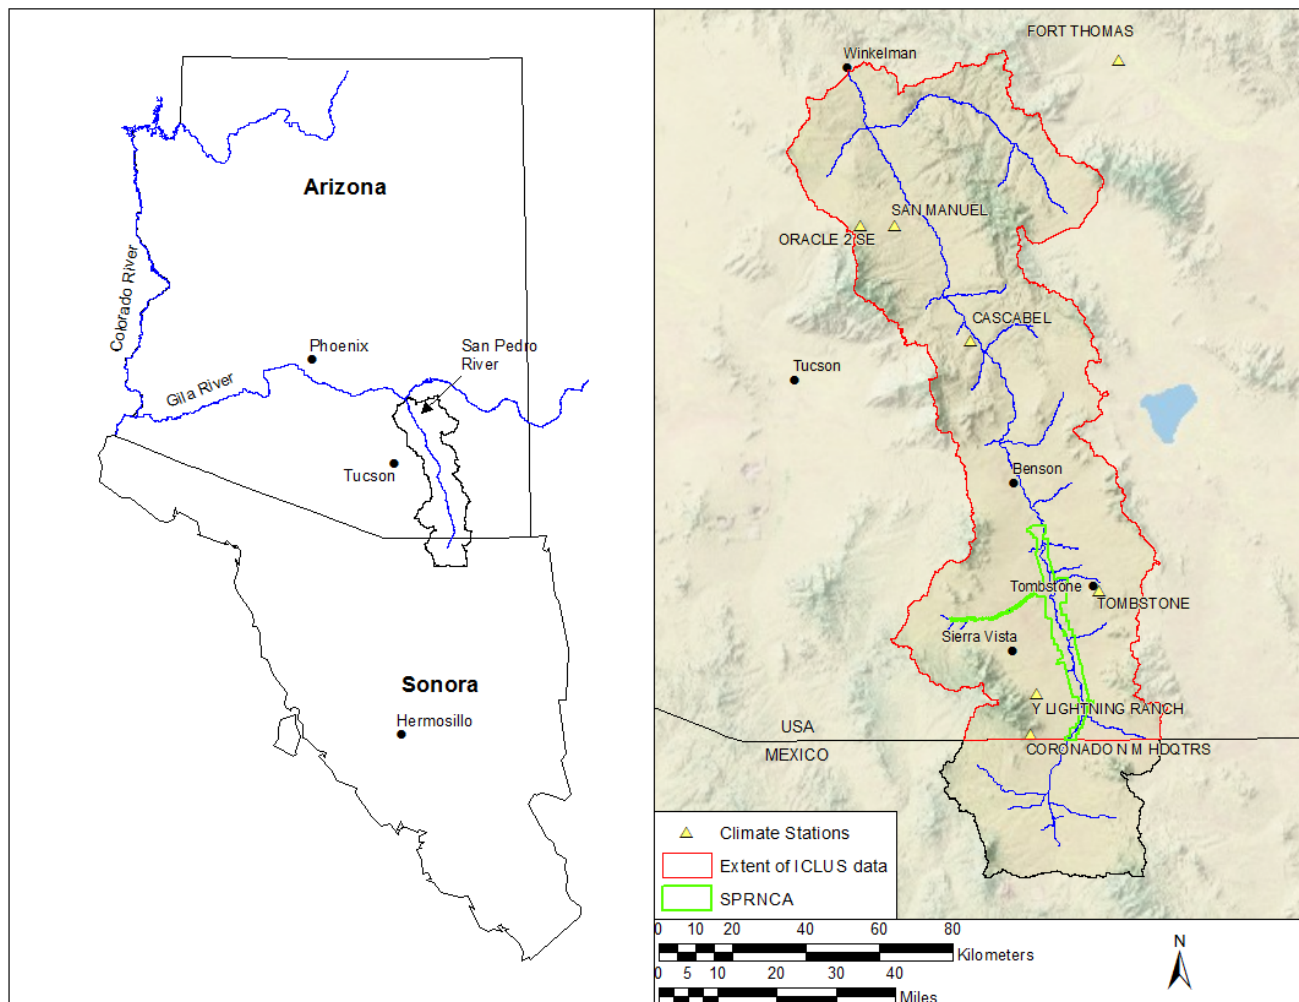 Arizona
Colorado River
Phoenix
San Pedro
River
Gila River
Tucson
Sonora
Hermosillo
FORT THOMAS
Winkelman
SAN MANUEL
ORACLE 2 SE
CASCABEL
Tucson
Benson
Tombstone
TOMBSTONE
Sierra Vista
Y LIGHTNING RANCH
USA
CORONADO N M HDQTRS
MEXICO
Climate Stations
Extent of ICLUS data
SPRNCA
0 10 20 40 60 80
Kilometers
0 5 10 20 30 40
Miles
N